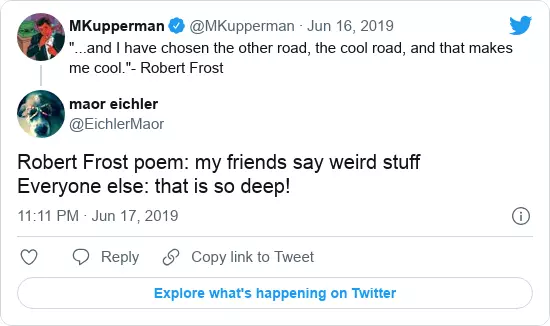 MKupperman @MKupperman · Jun 16, 2019
"...and I have chosen the other road, the cool road, and that makes
me cool."- Robert Frost
maor eichler
@EichlerMaor
Robert Frost poem: my friends say weird stuff
Everyone else: that is so deep!
11:11 PM · Jun 17, 2019
Reply Copy link to Tweet
Explore what's happening on Twitter